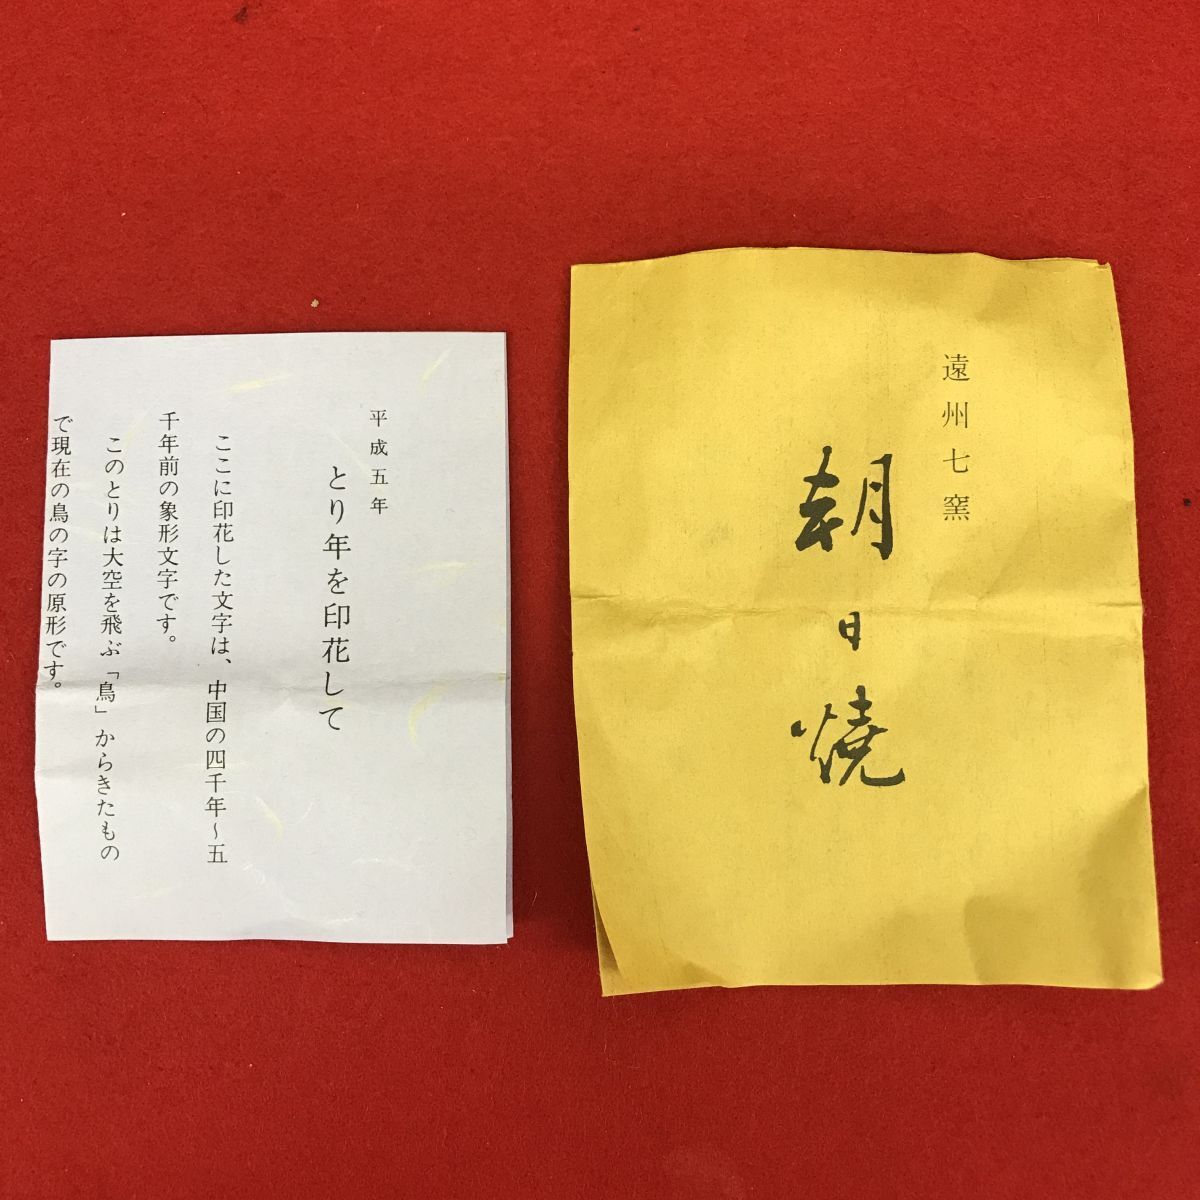 遠州七窯
朝日焼
平成五年
とり年を印花して
ここに印花した文字は、中国の四千年～五
千年前の象形文字です。
このとりは大空を飛ぶ「鳥」からきたもの
で現在の鳥の字の原形です。